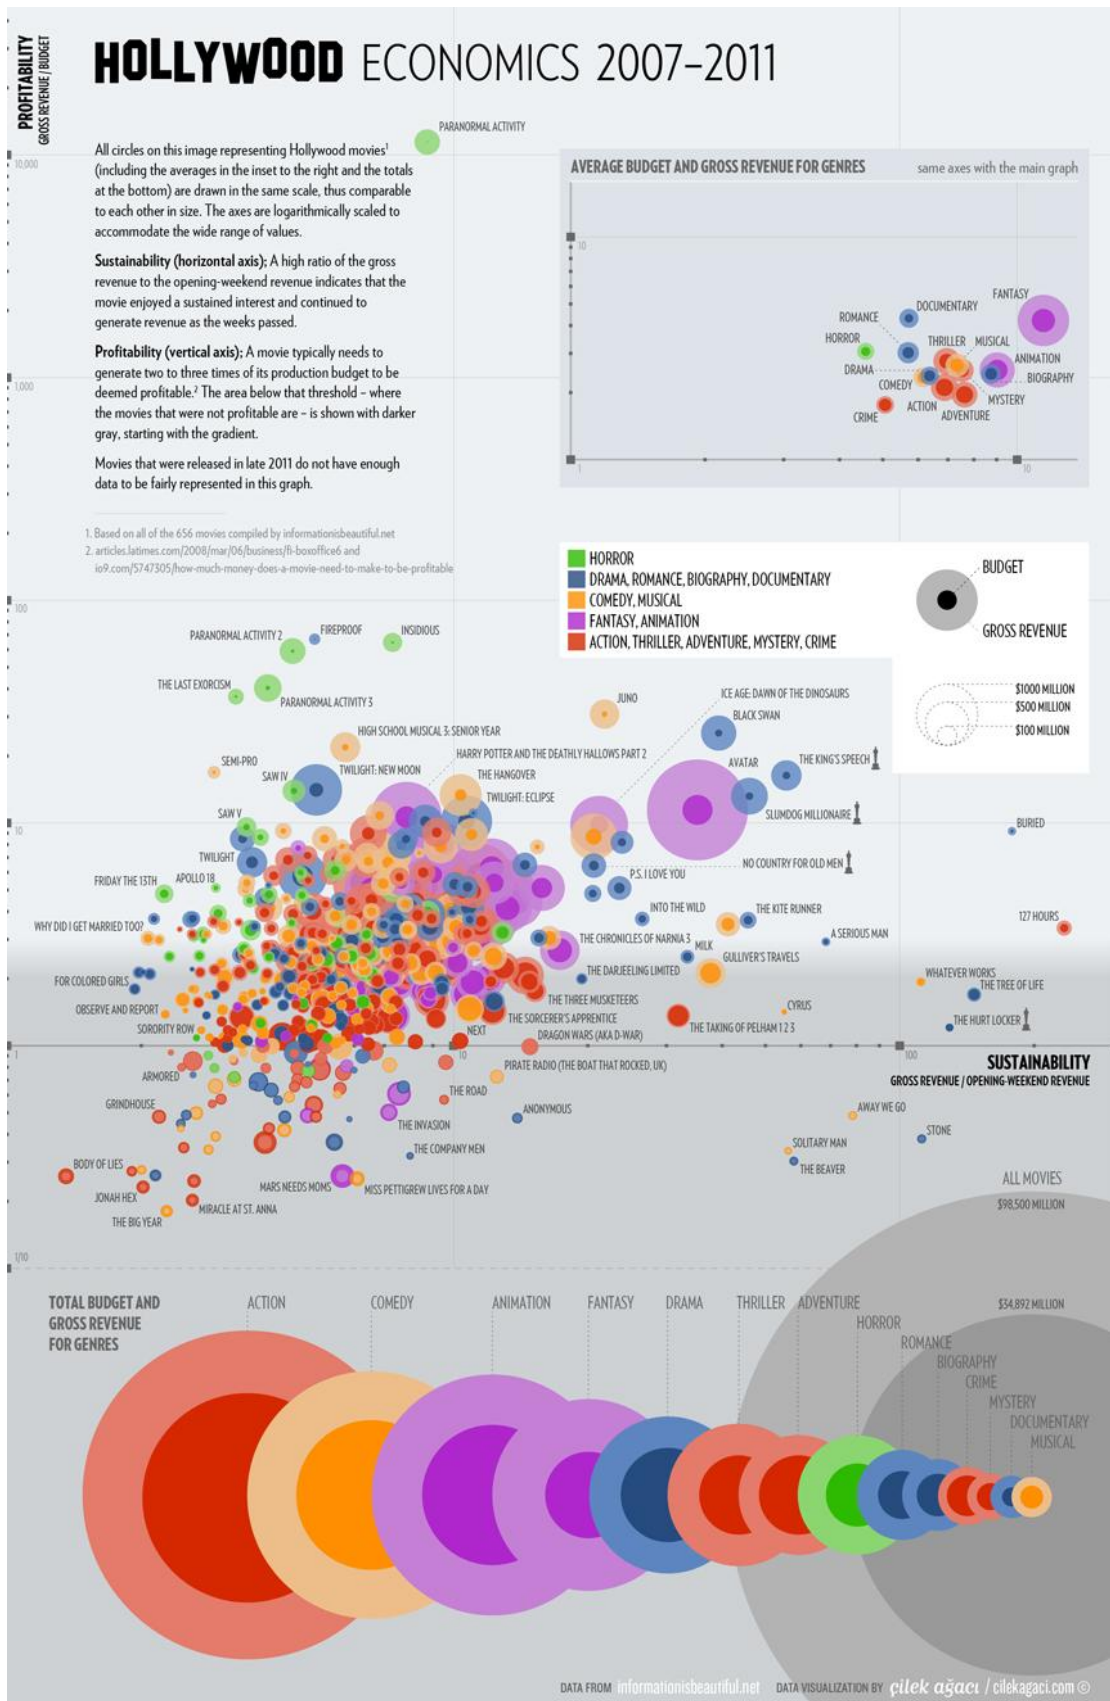 PROFITABILITY
GROSS REVENUE / BUDGET
HOLLYWOOD ECONOMICS 2007–2011
PARANORMAL ACTIVITY
10,000
All circles on this image representing Hollywood movies¹
(including the averages in the inset to the right and the totals
at the bottom) are drawn in the same scale, thus comparable
to each other in size. The axes are logarithmically scaled to
accommodate the wide range of values.
Sustainability (horizontal axis); A high ratio of the gross
revenue to the opening-weekend revenue indicates that the
movie enjoyed a sustained interest and continued to
generate revenue as the weeks passed.
Profitability (vertical axis); A movie typically needs to
generate two to three times of its production budget to be
deemed profitable.² The area below that threshold – where
the movies that were not profitable are – is shown with darker
gray, starting with the gradient.
Movies that were released in late 2011 do not have enough
data to be fairly represented in this graph.
1. Based on all of the 656 movies compiled by informationisbeautiful.net
2. articles.latimes.com/2008/mar/06/business/fi-boxoffice6 and
io9.com/5747305/how-much-money-does-a-movie-need-to-make-to-be-profitable
AVERAGE BUDGET AND GROSS REVENUE FOR GENRES
same axes with the main graph
10
FANTASY
DOCUMENTARY
ROMANCE
HORROR
THRILLER
MUSICAL
ANIMATION
DRAMA
BIOGRAPHY
COMEDY
MYSTERY
ACTION
ADVENTURE
CRIME
1
10
1,000
HORROR
DRAMA, ROMANCE, BIOGRAPHY, DOCUMENTARY
COMEDY, MUSICAL
FANTASY, ANIMATION
ACTION, THRILLER, ADVENTURE, MYSTERY, CRIME
BUDGET
GROSS REVENUE
$1000 MILLION
$500 MILLION
$100 MILLION
100
PARANORMAL ACTIVITY 2
FIREPROOF
INSIDIOUS
THE LAST EXORCISM
PARANORMAL ACTIVITY 3
JUNO
ICE AGE: DAWN OF THE DINOSAURS
BLACK SWAN
HIGH SCHOOL MUSICAL 3: SENIOR YEAR
HARRY POTTER AND THE DEATHLY HALLOWS PART 2
SEMI-PRO
SAW IV
TWILIGHT: NEW MOON
THE HANGOVER
AVATAR
THE KING'S SPEECH
TWILIGHT: ECLIPSE
SAW V
SLUMDOG MILLIONAIRE
BURIED
10
TWILIGHT
NO COUNTRY FOR OLD MEN
FRIDAY THE 13TH
APOLLO 18
P.S. I LOVE YOU
INTO THE WILD
THE KITE RUNNER
127 HOURS
WHY DID I GET MARRIED TOO?
A SERIOUS MAN
THE CHRONICLES OF NARNIA 3
MILK
GULLIVER'S TRAVELS
FOR COLORED GIRLS
THE DARJEELING LIMITED
WHATEVER WORKS
THE TREE OF LIFE
OBSERVE AND REPORT
THE THREE MUSKETEERS
CYRUS
SORORITY ROW
THE SORCERER'S APPRENTICE
THE HURT LOCKER
NEXT
DRAGON WARS (AKA D-WAR)
THE TAKING OF PELHAM 1 2 3
1
10
100
SUSTAINABILITY
GROSS REVENUE / OPENING-WEEKEND REVENUE
ARMORED
PIRATE RADIO (THE BOAT THAT ROCKED, UK)
GRINDHOUSE
THE ROAD
ANONYMOUS
AWAY WE GO
THE INVASION
STONE
THE COMPANY MEN
SOLITARY MAN
THE BEAVER
BODY OF LIES
JONAH HEX
MARS NEEDS MOMS
MISS PETTIGREW LIVES FOR A DAY
MIRACLE AT ST. ANNA
THE BIG YEAR
ALL MOVIES
$98,500 MILLION
1/10
TOTAL BUDGET AND
GROSS REVENUE
FOR GENRES
ACTION
COMEDY
ANIMATION
FANTASY
DRAMA
THRILLER
ADVENTURE
HORROR
ROMANCE
BIOGRAPHY
CRIME
MYSTERY
DOCUMENTARY
MUSICAL
$34,892 MILLION
DATA FROM informationisbeautiful.net DATA VISUALIZATION BY çilek ağacı / cilekagaci.com ©